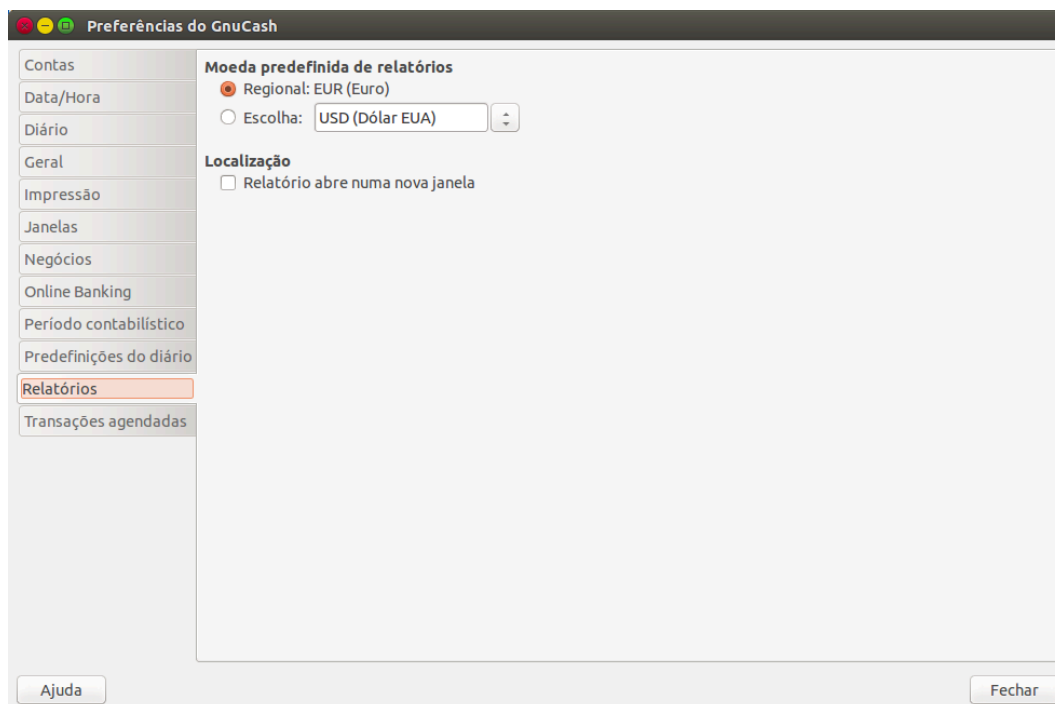 Preferências do GnuCash
Contas
Data/Hora
Diário
Geral
Impressão
Janelas
Negócios
Online Banking
Período contabilístico
Predefinições do diário
Relatórios
Transações agendadas
Moeda predefinida de relatórios
Regional: EUR (Euro)
Escolha: USD (Dólar EUA)
Localização
Relatório abre numa nova janela
Ajuda
Fechar